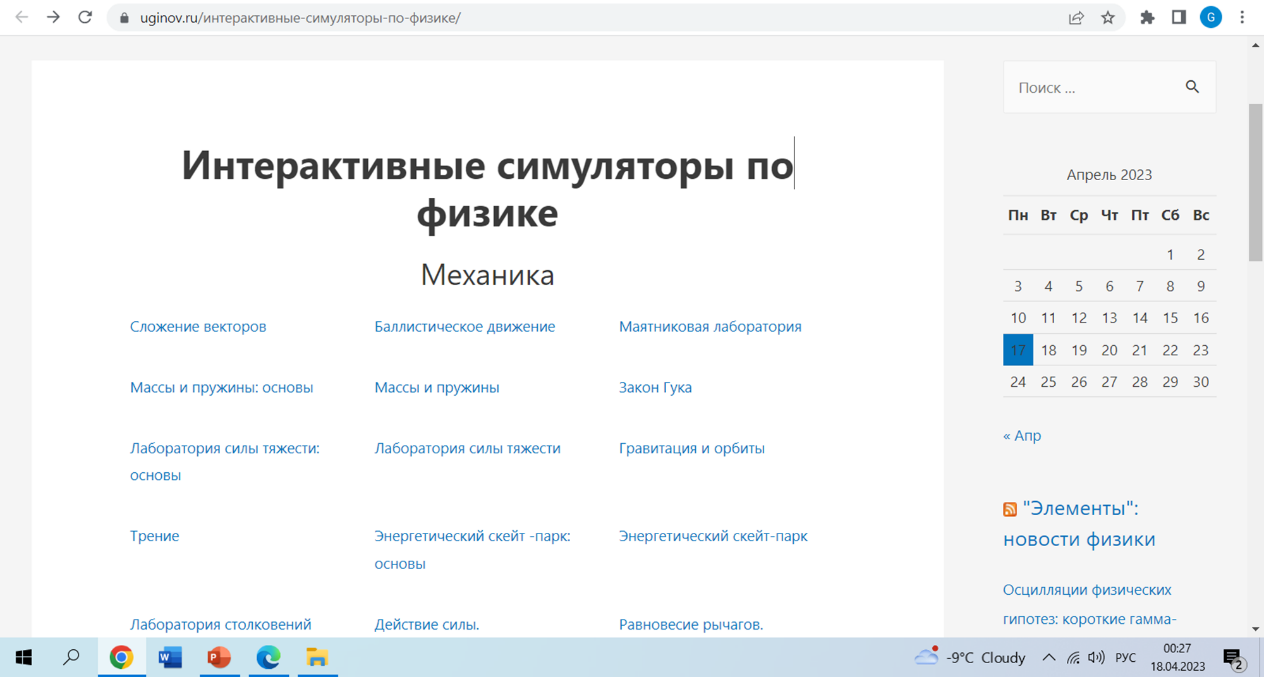 uginov.ru/интерактивные-симуляторы-по-физике/
G
Интерактивные симуляторы по
физике
Механика
Сложение векторов
Баллистическое движение
Маятниковая лаборатория
Массы и пружины: основы
Массы и пружины
Закон Гука
Лаборатория силы тяжести:
основы
Лаборатория силы тяжести
Гравитация и орбиты
Трение
Энергетический скейт -парк:
основы
Энергетический скейт-парк
Лаборатория столковений
Действие силы.
Равновесие рычагов.
Поиск ...
Апрель 2023
Пн Вт Ср Чт Пт Сб Вс
1 2
3 4 5 6 7 8 9
10 11 12 13 14 15 16
17 18 19 20 21 22 23
24 25 26 27 28 29 30
« Апр
"Элементы":
новости физики
Осцилляции физических
гипотез: короткие гамма-
W
P
-9°C Cloudy
РУС
00:27
18.04.2023
2